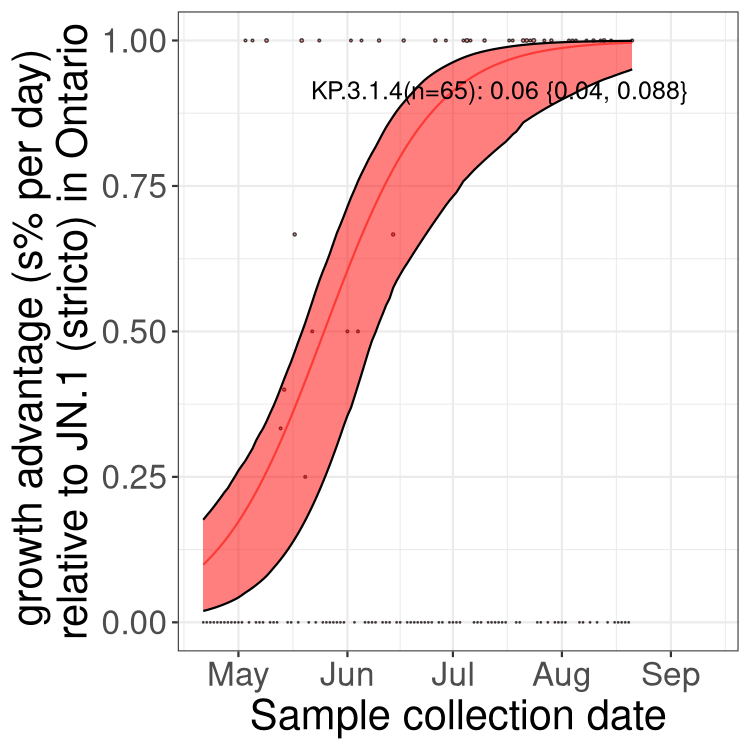 growth advantage (s% per day)
relative to JN.1 (stricto) in Ontario
1.00
0.75
0.50
0.25
0.00
KP.3.1.4(n=65): 0.06 {0.04, 0.088}
May Jun Jul Aug Sep
Sample collection date